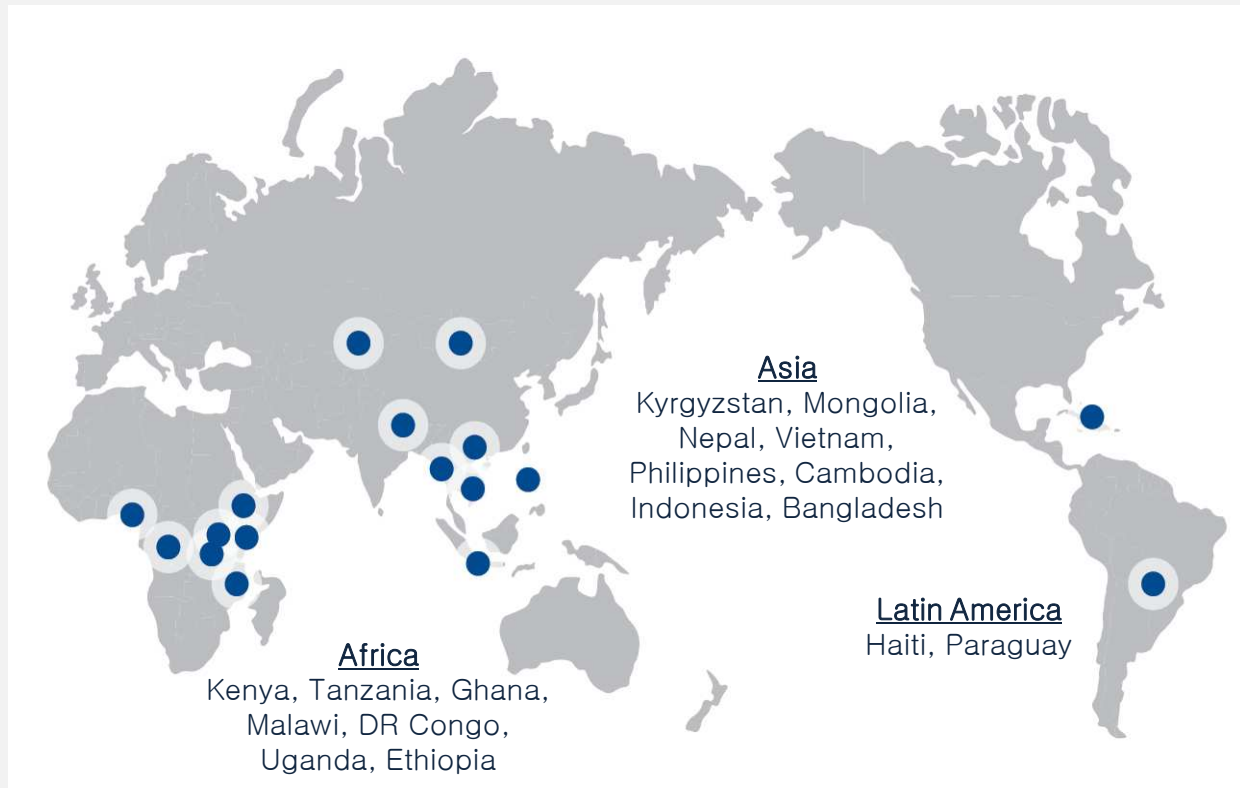 Asia
Kyrgyzstan, Mongolia,
Nepal, Vietnam,
Philippines, Cambodia,
Indonesia, Bangladesh
Latin America
Haiti, Paraguay
Africa
Kenya, Tanzania, Ghana,
Malawi, DR Congo,
Uganda, Ethiopia